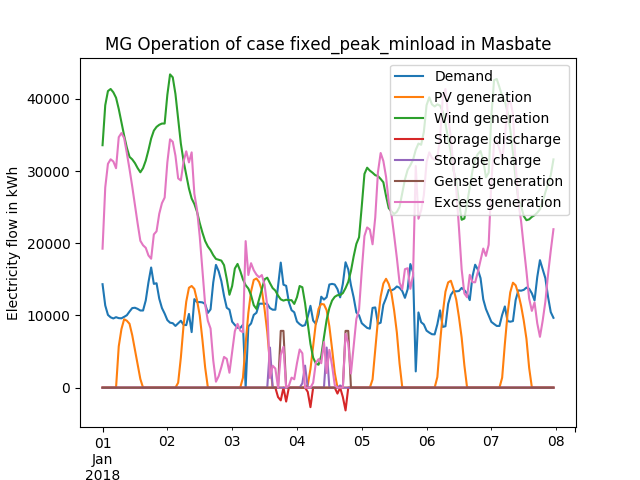 MG Operation of case fixed_peak_minload in Masbate
Demand
PV generation
Wind generation
Storage discharge
Storage charge
Genset generation
Excess generation
Electricity flow in kWh
40000
30000
20000
10000
0
01 02 03 04 05 06 07 08
Jan
2018